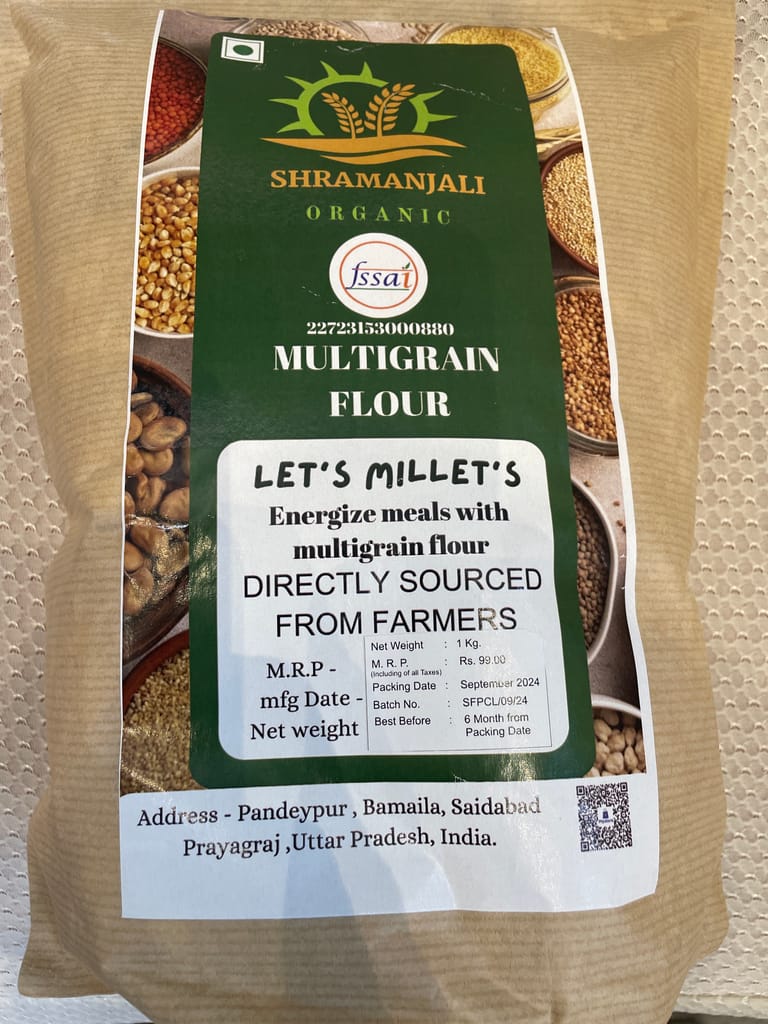 SHRAMANJALI
ORGANIC
fssai
22723153000880
MULTIGRAIN
FLOUR
LET'S MILLET'S
Energize meals with
multigrain flour
DIRECTLY SOURCED
FROM FARMERS
M.R.P -
mfg Date -
Net weight
Net Weight : 1 Kg.
M. R. P. : Rs. 99.00
(Including of all Taxes)
Packing Date : September 2024
Batch No. : SFPCL/09/24
Best Before : 6 Month from
Packing Date
Address - Pandeypur , Bamaila, Saidabad
Prayagraj ,Uttar Pradesh, India.